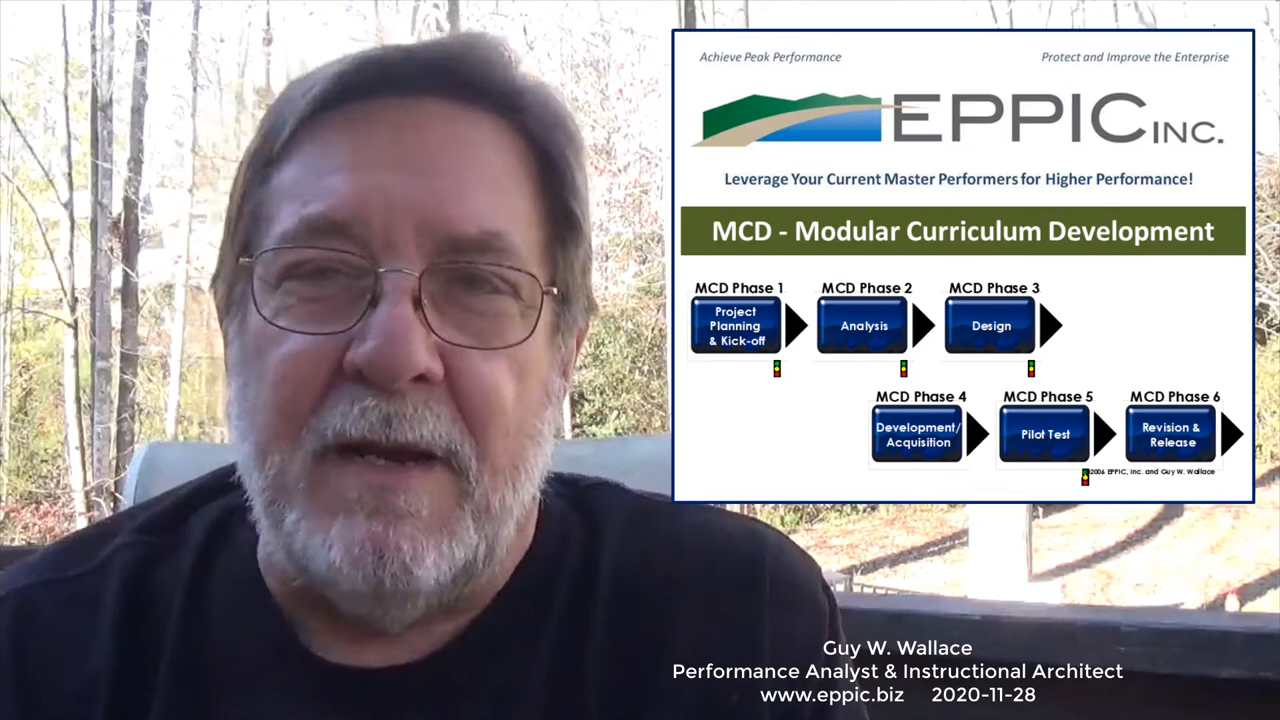 Achieve Peak Performance
Protect and Improve the Enterprise
EPPIC INC.
Leverage Your Current Master Performers for Higher Performance!
MCD - Modular Curriculum Development
MCD Phase 1
MCD Phase 2
MCD Phase 3
Project
Planning
& Kick-off
Analysis
Design
MCD Phase 4
MCD Phase 5
MCD Phase 6
Development/
Acquisition
Pilot Test
Revision &
Release
2006 EPPIC, Inc. and Guy W. Wallace
Guy W. Wallace
Performance Analyst & Instructional Architect
www.eppic.biz 2020-11-28